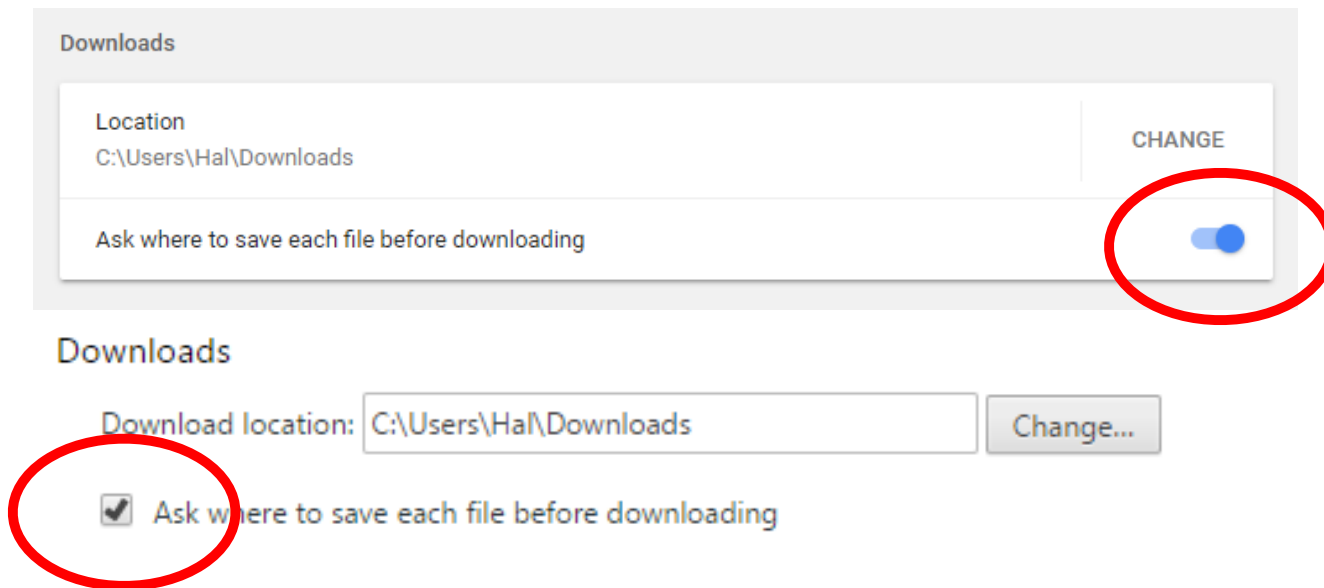 Downloads
Location
CHANGE
C:\Users\Hal\Downloads
Ask where to save each file before downloading
Downloads
Download location: C:\Users\Hal\Downloads Change...
Ask where to save each file before downloading